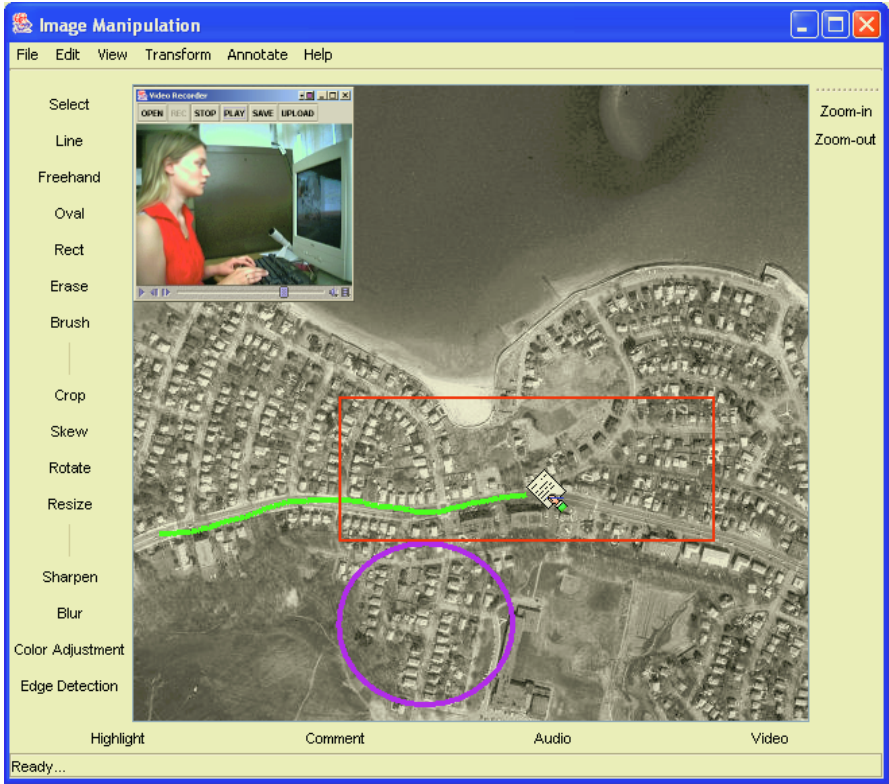 Image Manipulation
File Edit View Transform Annotate Help
Video Recorder
OPEN REC STOP PLAY SAVE UPLOAD
Select
Line
Freehand
Oval
Rect
Erase
Brush
Crop
Skew
Rotate
Resize
Sharpen
Blur
Color Adjustment
Edge Detection
Zoom-in
Zoom-out
Highlight Comment Audio Video
Ready...